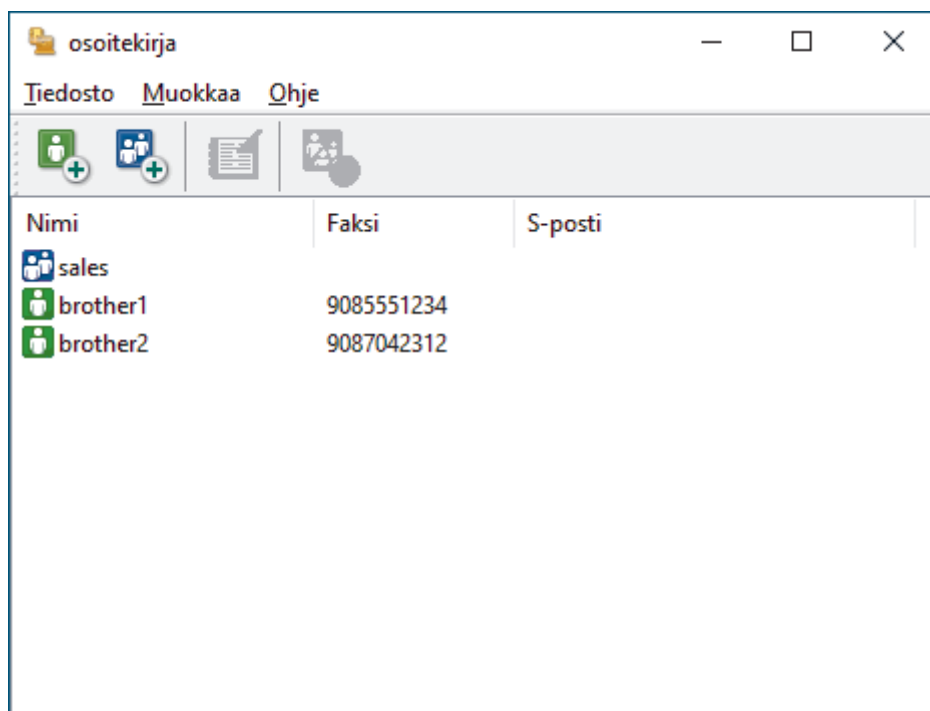 osoitekirja
Tiedosto Muokkaa Ohje
Nimi Faksi S-posti
sales
brother1 9085551234
brother2 9087042312